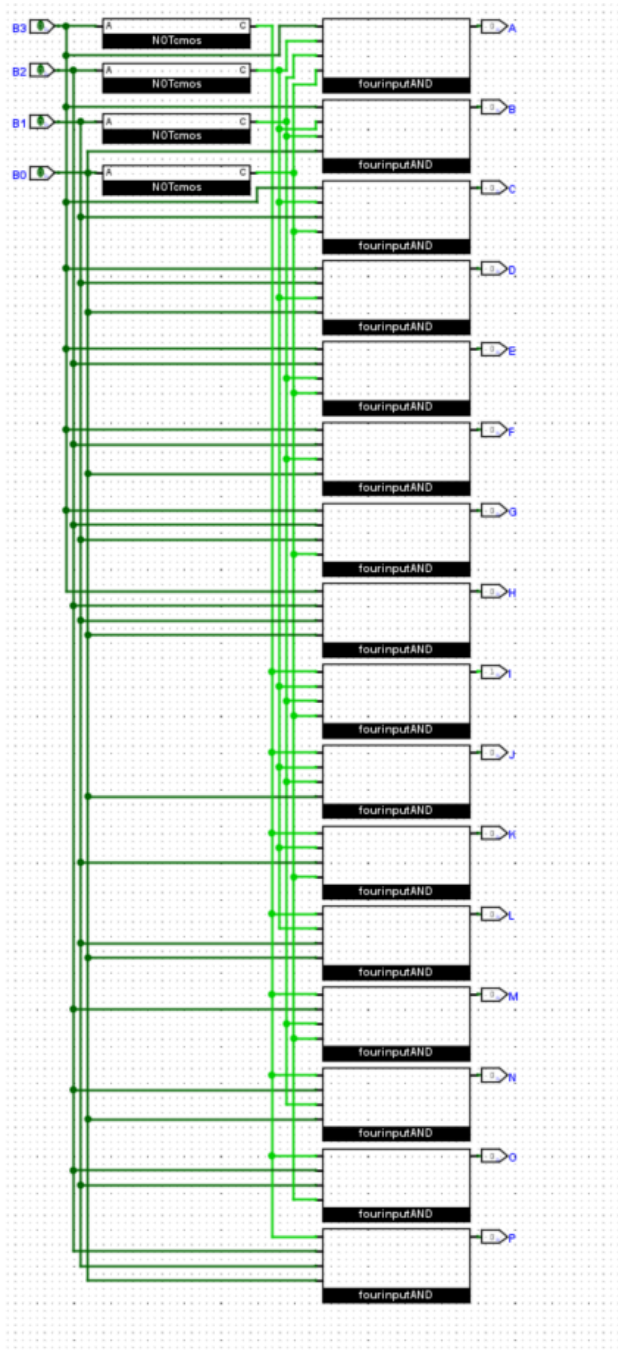 B3 A C A
NOTcmos
B2 A C
NOTcmos fourinputAND
B
B1 A C
NOTcmos
fourinputAND
B0 A C
NOTcmos C
fourinputAND
D
fourinputAND
E
fourinputAND
F
fourinputAND
G
fourinputAND
H
fourinputAND
I
fourinputAND
J
fourinputAND
K
fourinputAND
L
fourinputAND
M
fourinputAND
N
fourinputAND
O
fourinputAND
P
fourinputAND